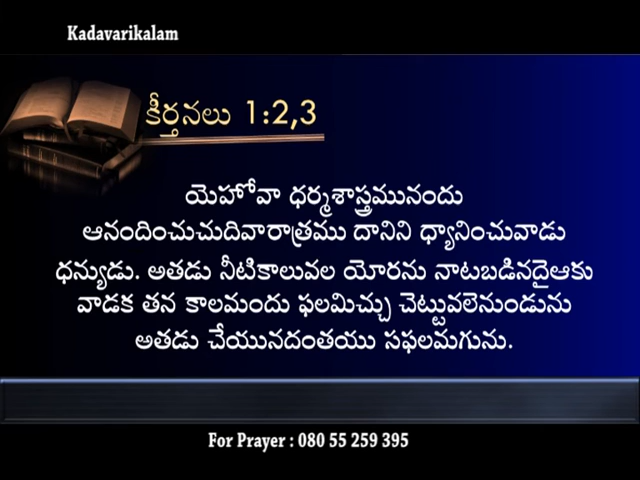 Kadavarikalam
కీర్తనలు 1:2,3
యెహోవా ధర్మశాస్త్రమునందు
ఆనందించుచుదివారాత్రము దానిని ధ్యానించువాడు
ధన్యుడు. అతడు నీటికాలువల యోరను నాటబడినదైఆకు
వాడక తన కాలమందు ఫలమిచ్చు చెట్టువలెనుండును
అతడు చేయునదంతయు సఫలమగును.
For Prayer : 080 55 259 395